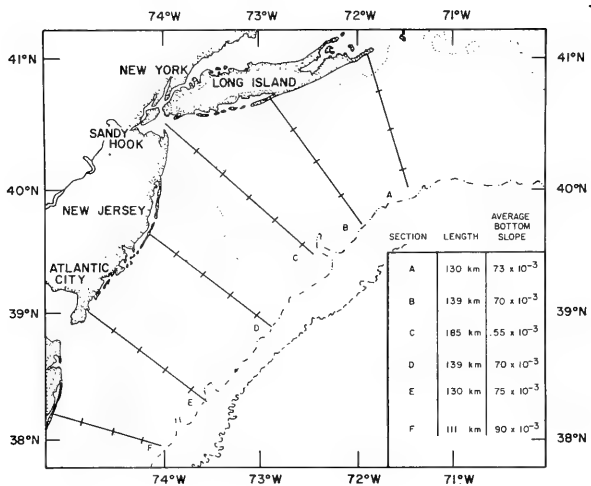 74°W 73°W 72°W 71°W
41°N 41°N
NEW YORK
LONG ISLAND
SANDY HOOK
40°N 40°N
NEW JERSEY
ATLANTIC CITY
39°N 39°N
38°N 38°N
A
B
C
D
E
F
SECTION LENGTH AVERAGE BOTTOM SLOPE
A 130 km 73 x 10⁻³
B 139 km 70 x 10⁻³
C 185 km .55 x 10⁻³
D 139 km 70 x 10⁻³
E 130 km 75 x 10⁻³
F 111 km 90 x 10⁻³
74°W 73°W 72°W 71°W